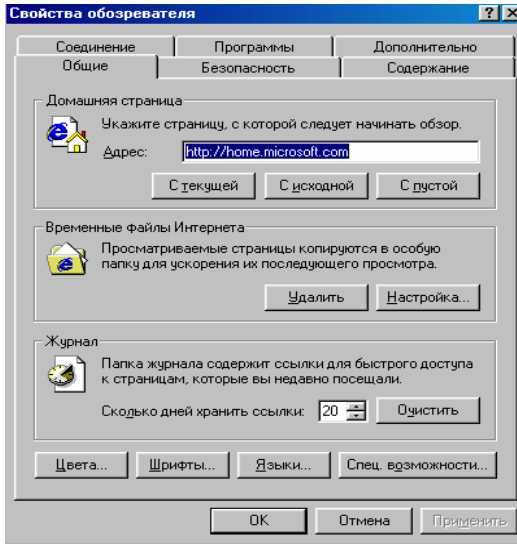 Свойства обозревателя
Соединение Программы Дополнительно
Общие Безопасность Содержание
Домашняя страница
Укажите страницу, с которой следует начинать обзор.
Адрес: http://home.microsoft.com
С текущей С исходной С пустой
Временные файлы Интернета
Просматриваемые страницы копируются в особую
папку для ускорения их последующего просмотра.
Удалить Настройка...
Журнал
Папка журнала содержит ссылки для быстрого доступа
к страницам, которые вы недавно посещали.
Сколько дней хранить ссылки: 20 Очистить
Цвета... Шрифты... Языки... Спец. возможности...
OK Отмена Применить